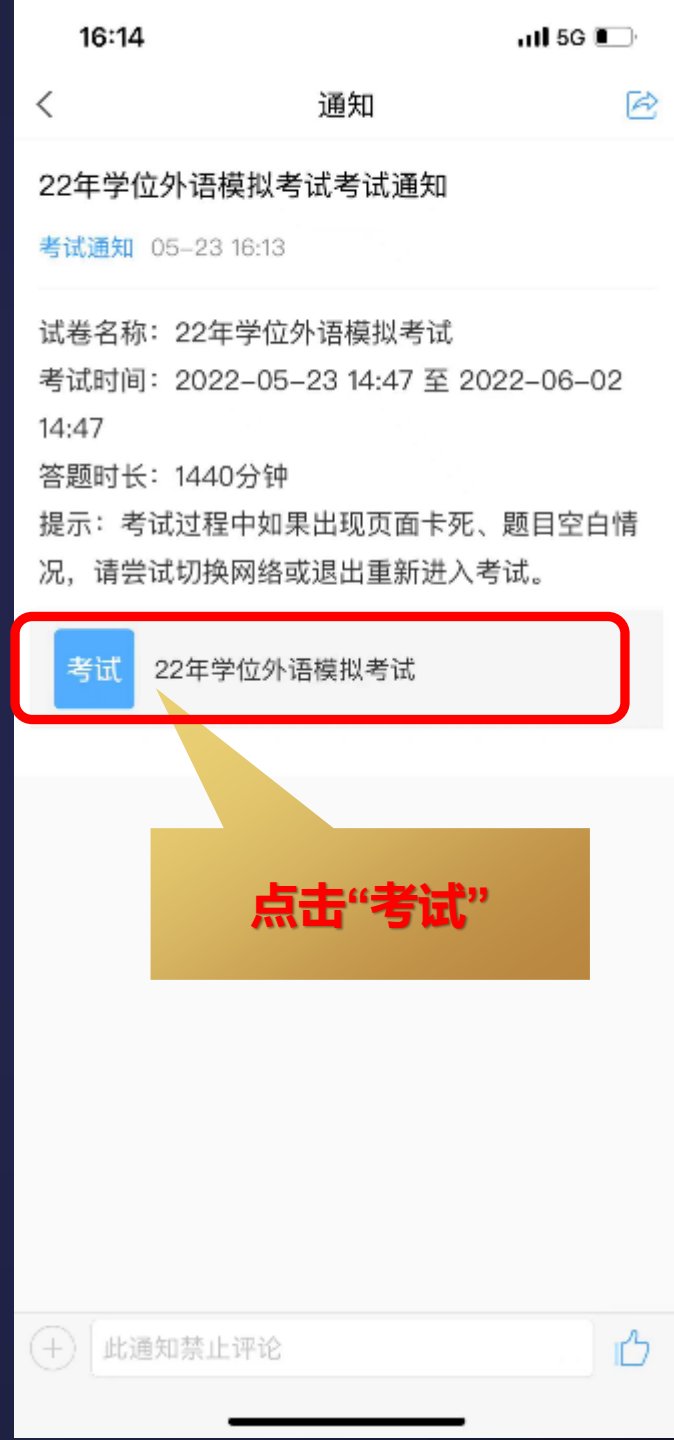 16:14
5G
通知
22年学位外语模拟考试考试通知
考试通知 05-23 16:13
试卷名称：22年学位外语模拟考试
考试时间：2022-05-23 14:47 至 2022-06-02
14:47
答题时长：1440分钟
提示：考试过程中如果出现页面卡死、题目空白情
况，请尝试切换网络或退出重新进入考试。
考试 22年学位外语模拟考试
点击“考试”
此通知禁止评论